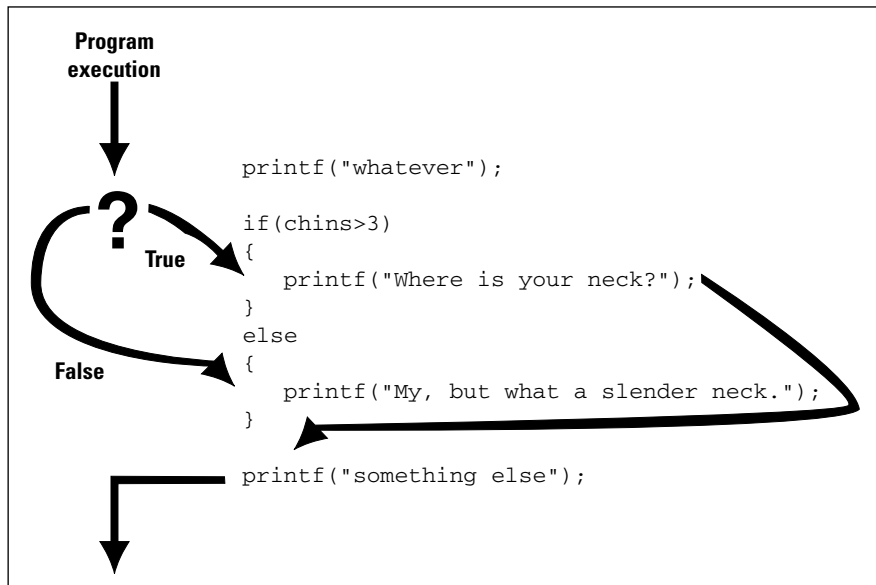 Program
execution
printf("whatever");
?
if(chins>3)
{
True
printf("Where is your neck?");
}
else
{
False
printf("My, but what a slender neck.");
}
printf("something else");